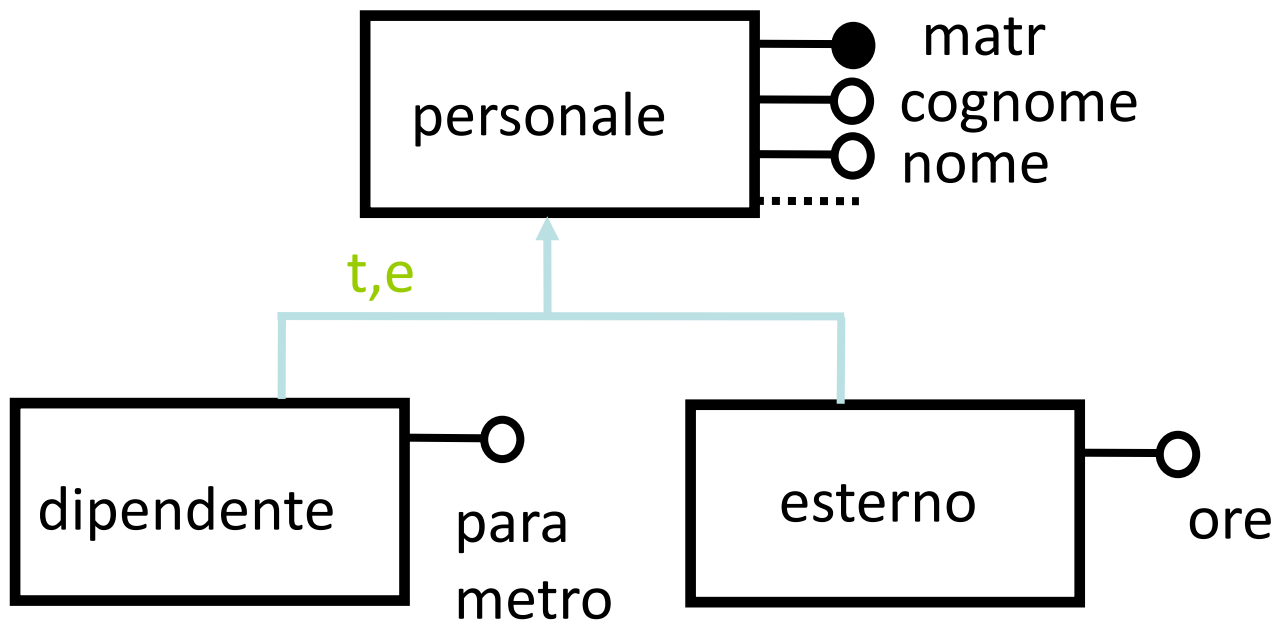 matr
personale
cognome
nome
t,e
dipendente
para
metro
esterno
ore